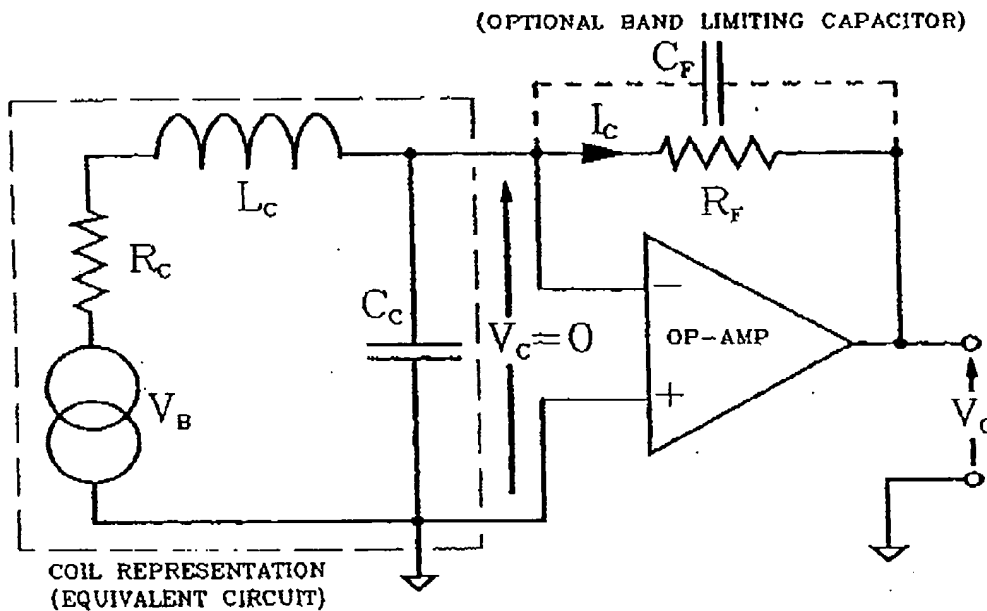 (OPTIONAL BAND LIMITING CAPACITOR)
C_F
I_C
L_C
R_F
R_C
C_C
V_C=0
−
OP-AMP
+
V_B
V_O
COIL REPRESENTATION
(EQUIVALENT CIRCUIT)